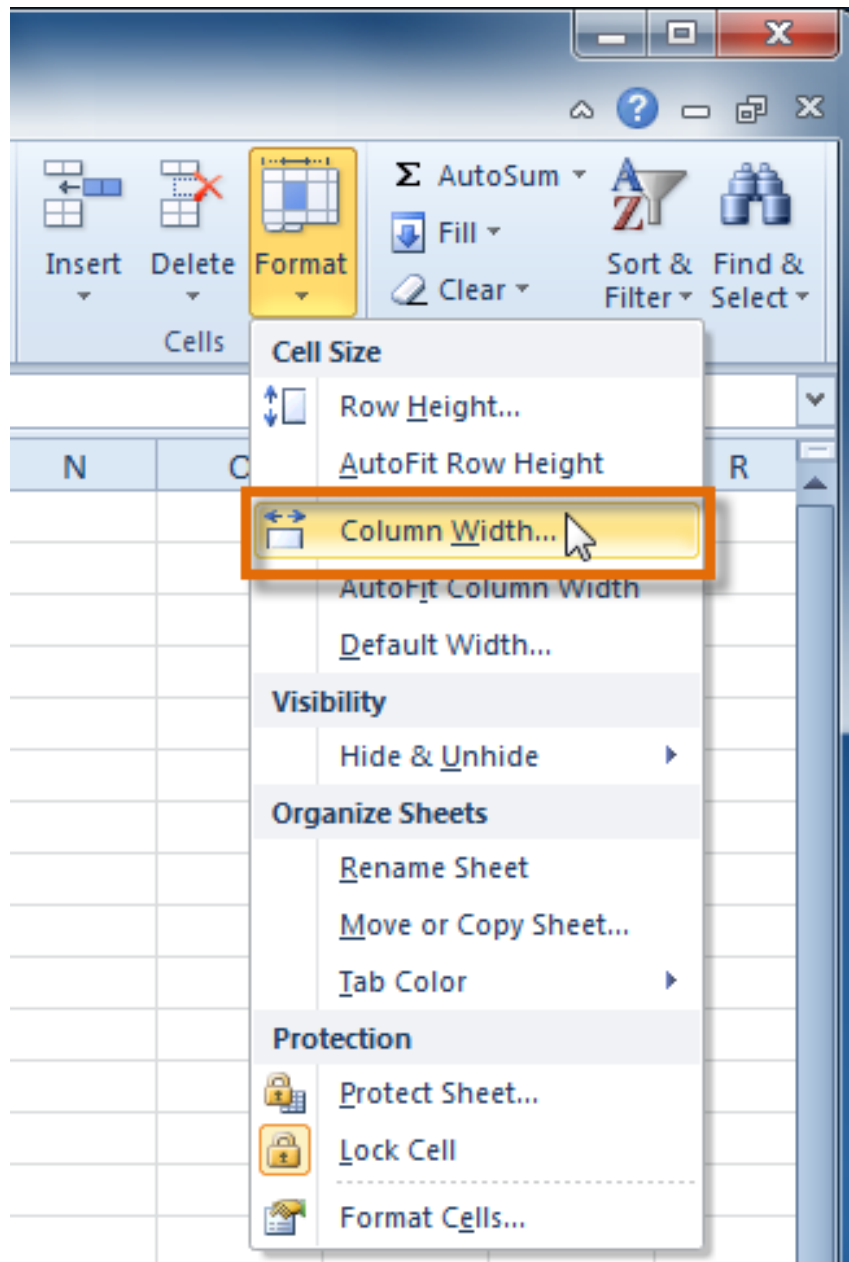 Σ AutoSum
Fill
Clear
Insert Delete Format
Sort & Filter
Find & Select
Cells
Cell Size
Row Height...
N R
AutoFit Row Height
Column Width...
AutoFit Column Width
Default Width...
Visibility
Hide & Unhide
Organize Sheets
Rename Sheet
Move or Copy Sheet...
Tab Color
Protection
Protect Sheet...
Lock Cell
Format Cells...